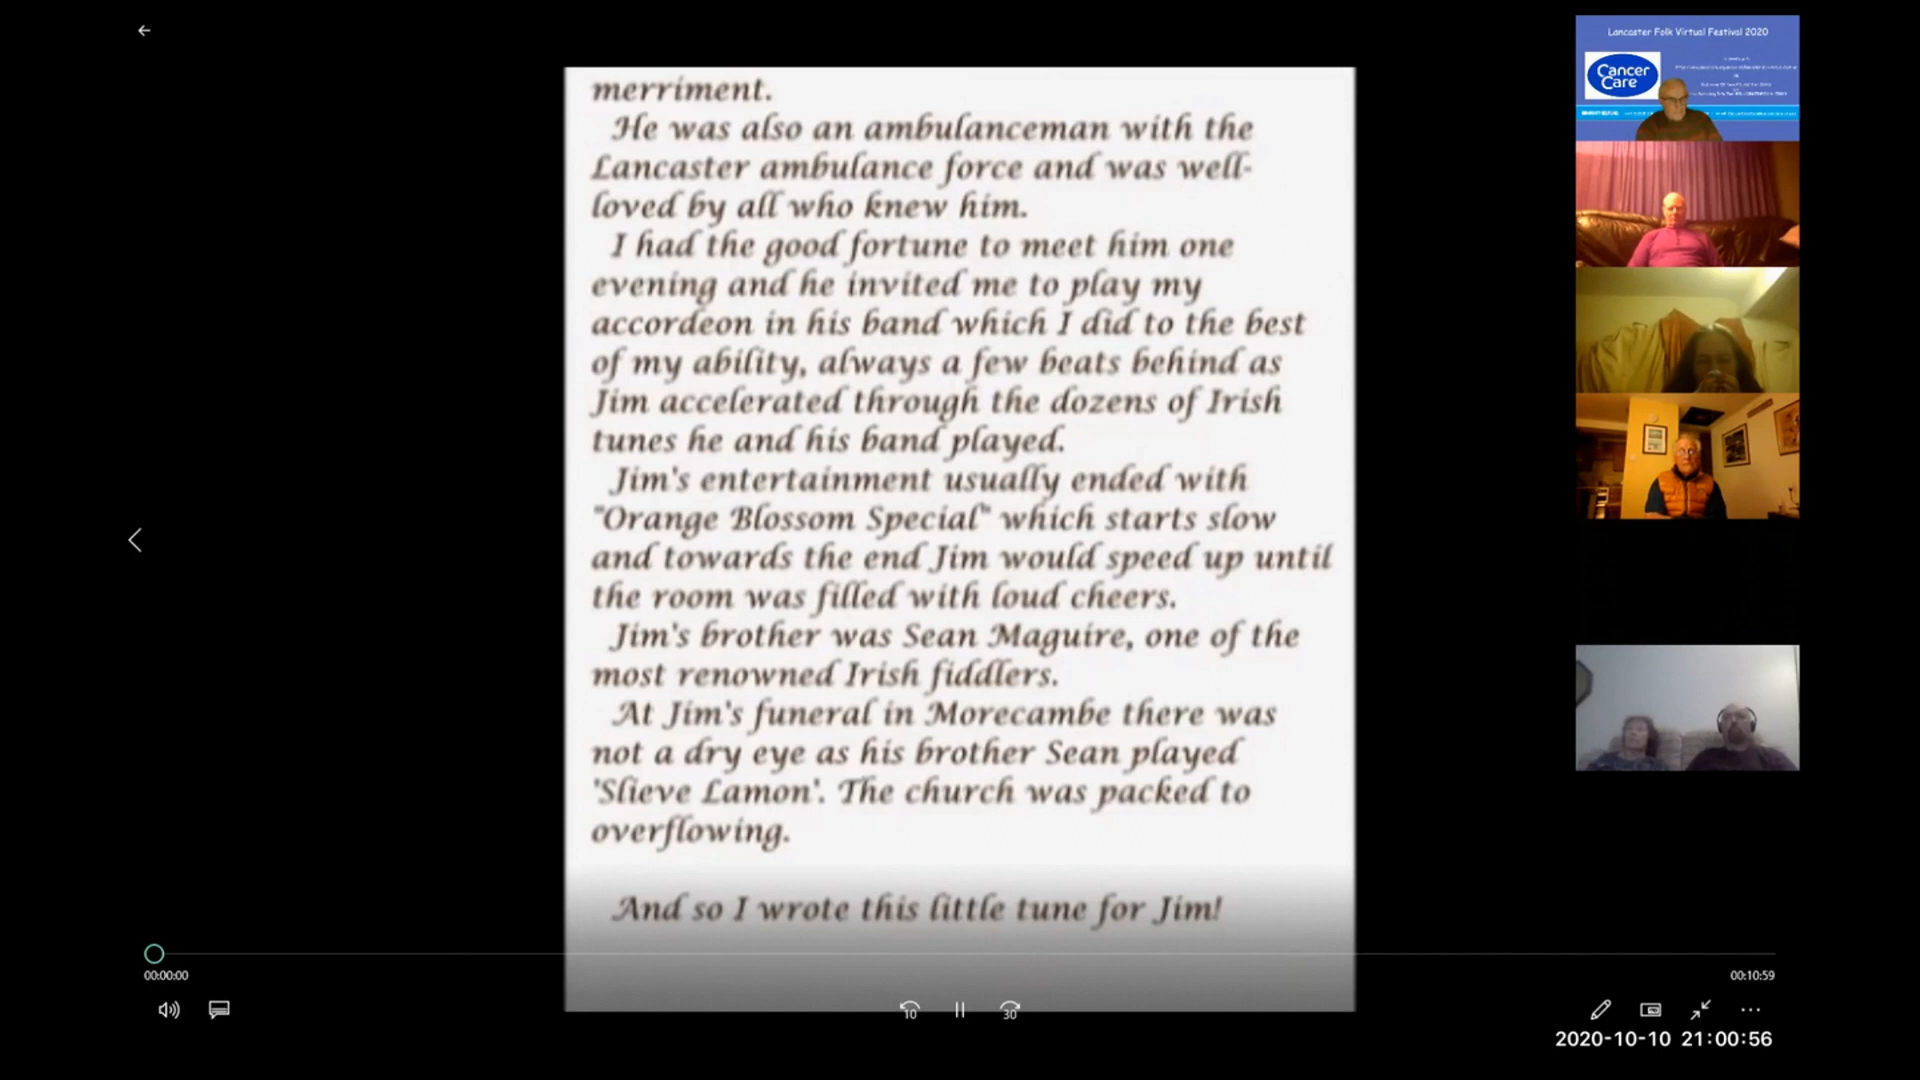 Lancaster Folk Virtual Festival 2020
Cancer
Care
merriment.
He was also an ambulanceman with the
Lancaster ambulance force and was well-
loved by all who knew him.
I had the good fortune to meet him one
evening and he invited me to play my
accordeon in his band which I did to the best
of my ability, always a few beats behind as
Jim accelerated through the dozens of Irish
tunes he and his band played.
Jim's entertainment usually ended with
"Orange Blossom Special" which starts slow
and towards the end Jim would speed up until
the room was filled with loud cheers.
Jim's brother was Sean Maguire, one of the
most renowned Irish fiddlers.
At Jim's funeral in Morecambe there was
not a dry eye as his brother Sean played
'Slieve Lamon'. The church was packed to
overflowing.
And so I wrote this little tune for Jim!
00:00:00
00:10:59
10
30
2020-10-10 21:00:56